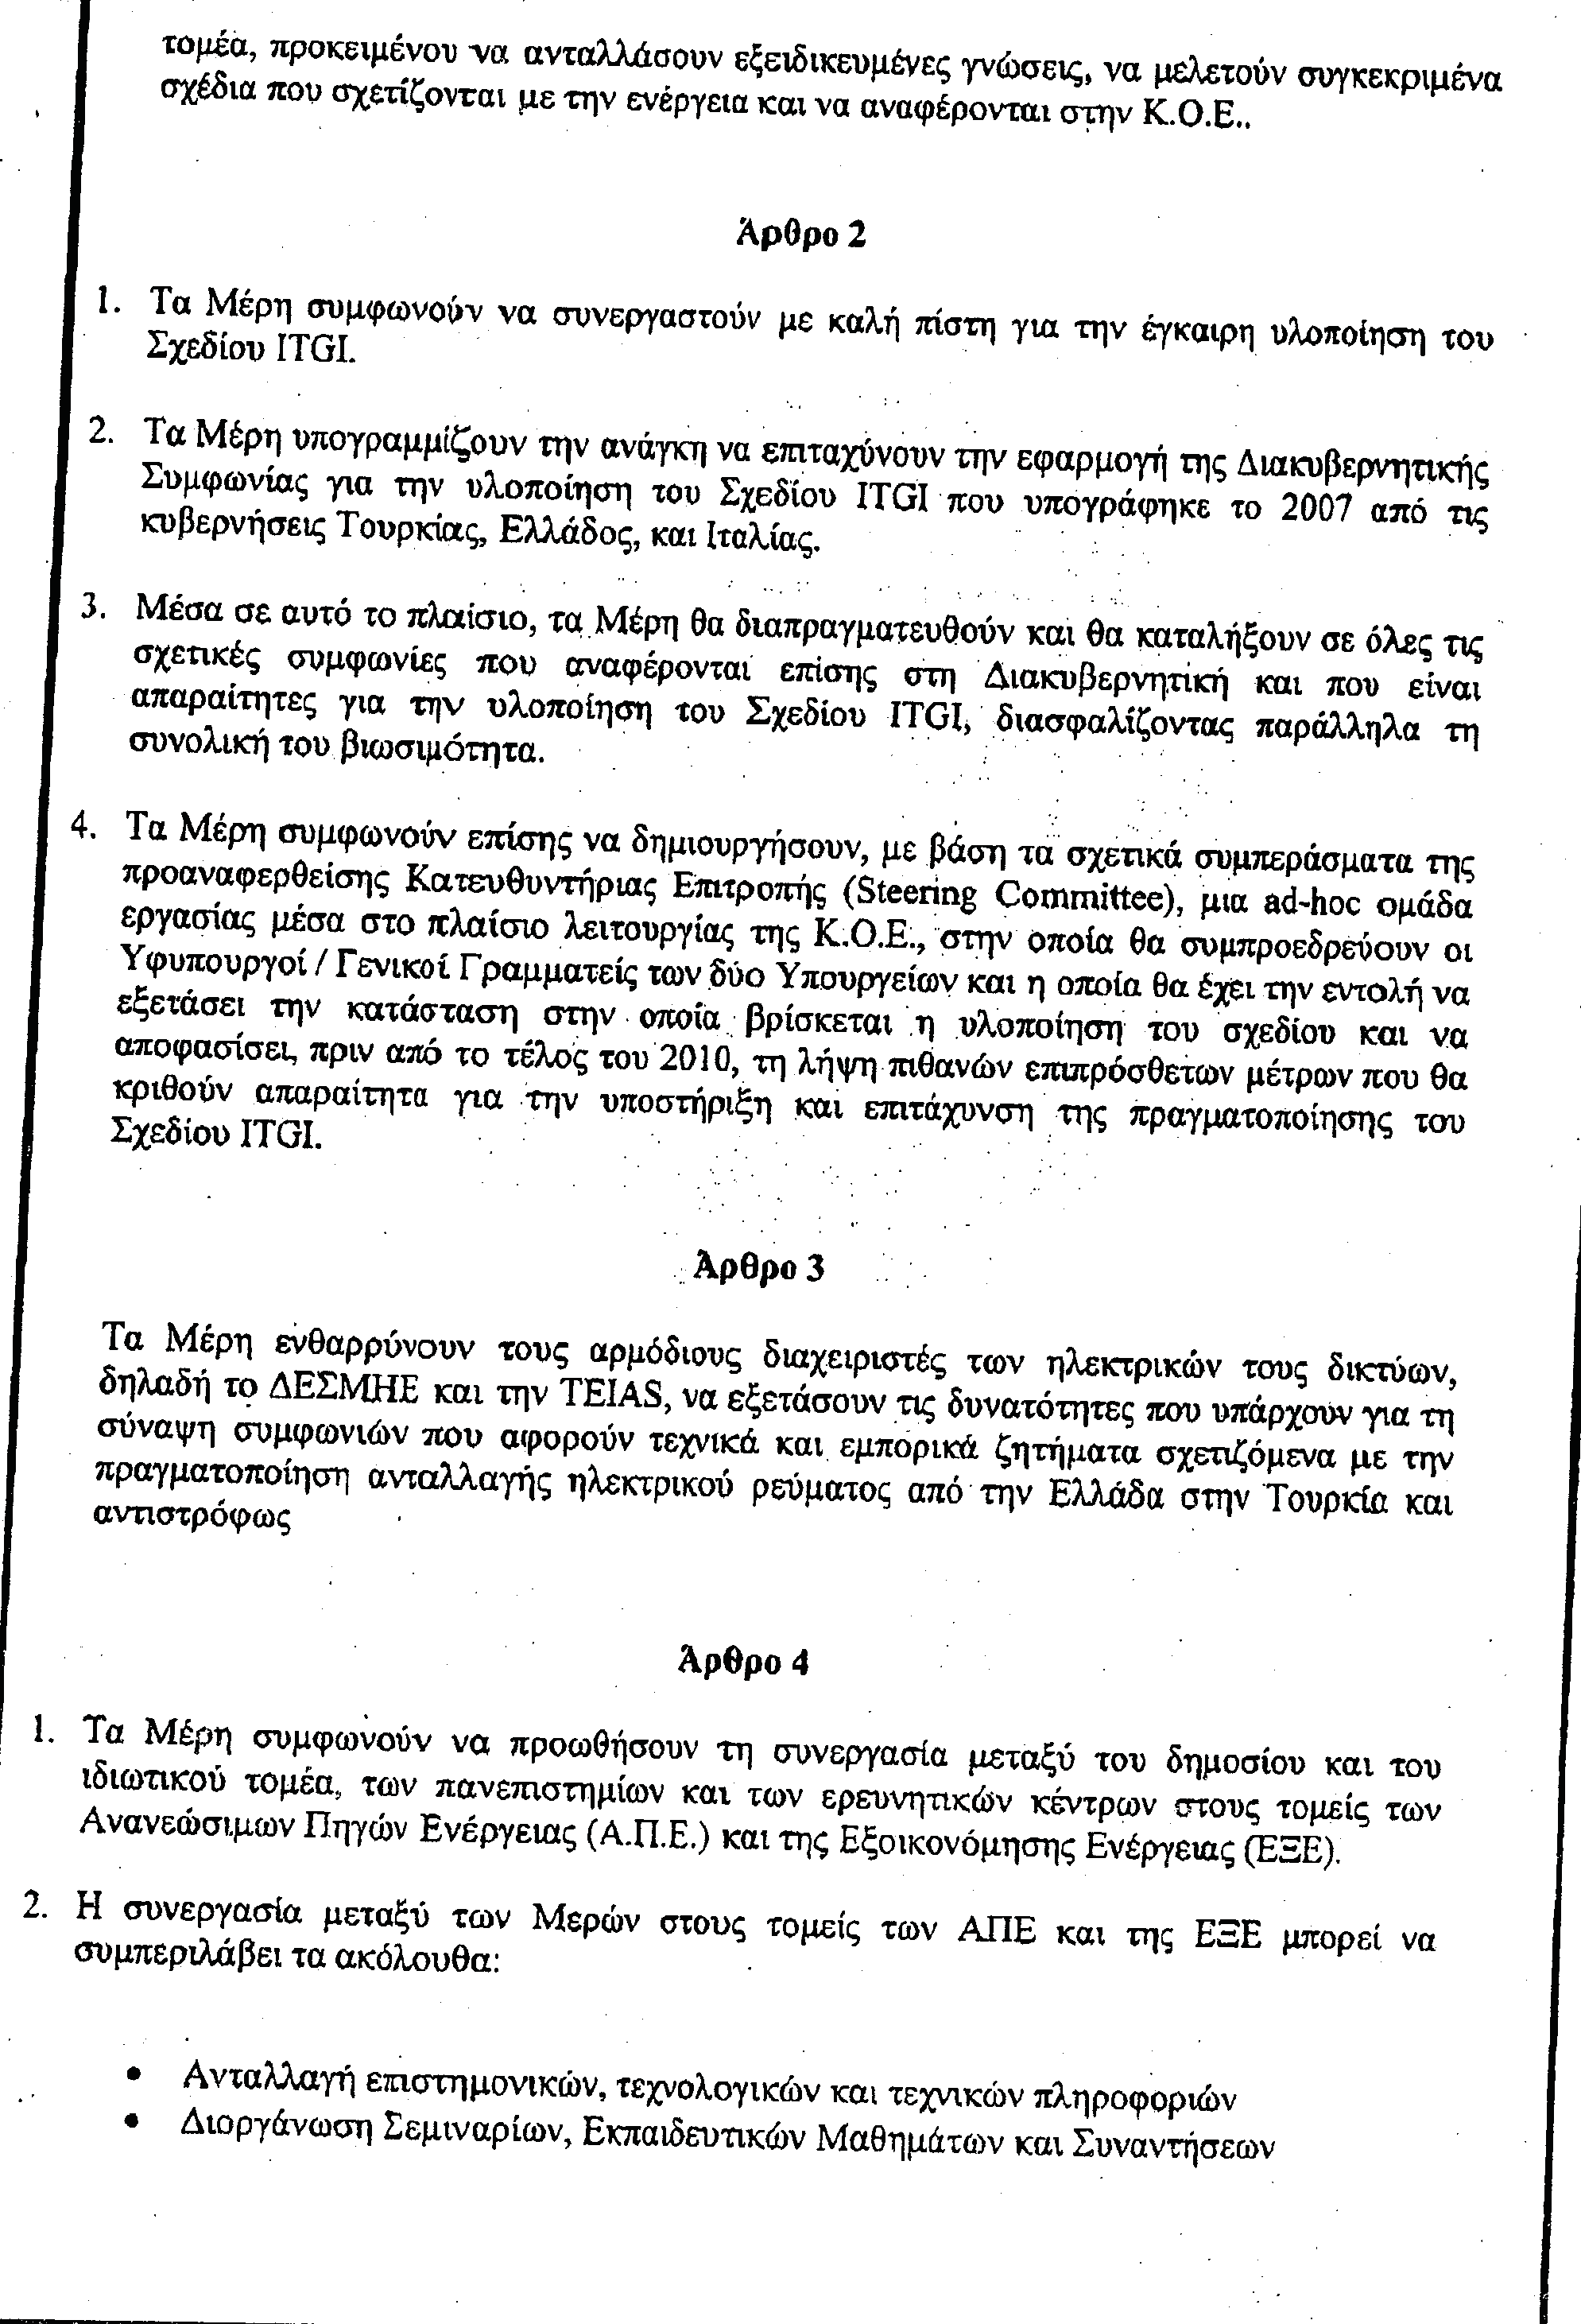 τομέα, προκειμένου να ανταλλάσουν εξειδικευμένες γνώσεις, να μελετούν συγκεκριμένα
σχέδια που σχετίζονται με την ενέργεια και να αναφέρονται στην Κ.Ο.Ε..
Άρθρο 2
1. Τα Μέρη συμφωνούν να συνεργαστούν με καλή πίστη για την έγκαιρη υλοποίηση του
Σχεδίου ITGI.
2. Τα Μέρη υπογραμμίζουν την ανάγκη να επιταχύνουν την εφαρμογή της Διακυβερνητικής
Συμφωνίας για την υλοποίηση του Σχεδίου ITGI που υπογράφηκε το 2007 από τις
κυβερνήσεις Τουρκίας, Ελλάδος, και Ιταλίας.
3. Μέσα σε αυτό το πλαίσιο, τα Μέρη θα διαπραγματευθούν και θα καταλήξουν σε όλες τις
σχετικές συμφωνίες που αναφέρονται επίσης στη Διακυβερνητική και που είναι
απαραίτητες για την υλοποίηση του Σχεδίου ITGI, διασφαλίζοντας παράλληλα τη
συνολική του βιωσιμότητα.
4. Τα Μέρη συμφωνούν επίσης να δημιουργήσουν, με βάση τα σχετικά συμπεράσματα της
προαναφερθείσης Κατευθυντήριας Επιτροπής (Steering Committee), μια ad-hoc ομάδα
εργασίας μέσα στο πλαίσιο λειτουργίας της Κ.Ο.Ε., στην οποία θα συμπροεδρεύουν οι
Υφυπουργοί / Γενικοί Γραμματείς των δύο Υπουργείων και η οποία θα έχει την εντολή να
εξετάσει την κατάσταση στην οποία βρίσκεται η υλοποίηση του σχεδίου και να
αποφασίσει, πριν από το τέλος του 2010, τη λήψη πιθανών επιπρόσθετων μέτρων που θα
κριθούν απαραίτητα για την υποστήριξη και επιτάχυνση της πραγματοποίησης του
Σχεδίου ITGI.
Άρθρο 3
Τα Μέρη ενθαρρύνουν τους αρμόδιους διαχειριστές των ηλεκτρικών τους δικτύων,
δηλαδή το ΔΕΣΜΗΕ και την TEIAS, να εξετάσουν τις δυνατότητες που υπάρχουν για τη
σύναψη συμφωνιών που αφορούν τεχνικά και εμπορικά ζητήματα σχετιζόμενα με την
πραγματοποίηση ανταλλαγής ηλεκτρικού ρεύματος από την Ελλάδα στην Τουρκία και
αντιστρόφως
Άρθρο 4
1. Τα Μέρη συμφωνούν να προωθήσουν τη συνεργασία μεταξύ του δημοσίου και του
ιδιωτικού τομέα, των πανεπιστημίων και των ερευνητικών κέντρων στους τομείς των
Ανανεώσιμων Πηγών Ενέργειας (Α.Π.Ε.) και της Εξοικονόμησης Ενέργειας (ΕΞΕ).
2. Η συνεργασία μεταξύ των Μερών στους τομείς των ΑΠΕ και της ΕΞΕ μπορεί να
συμπεριλάβει τα ακόλουθα:
• Ανταλλαγή επιστημονικών, τεχνολογικών και τεχνικών πληροφοριών
• Διοργάνωση Σεμιναρίων, Εκπαιδευτικών Μαθημάτων και Συναντήσεων